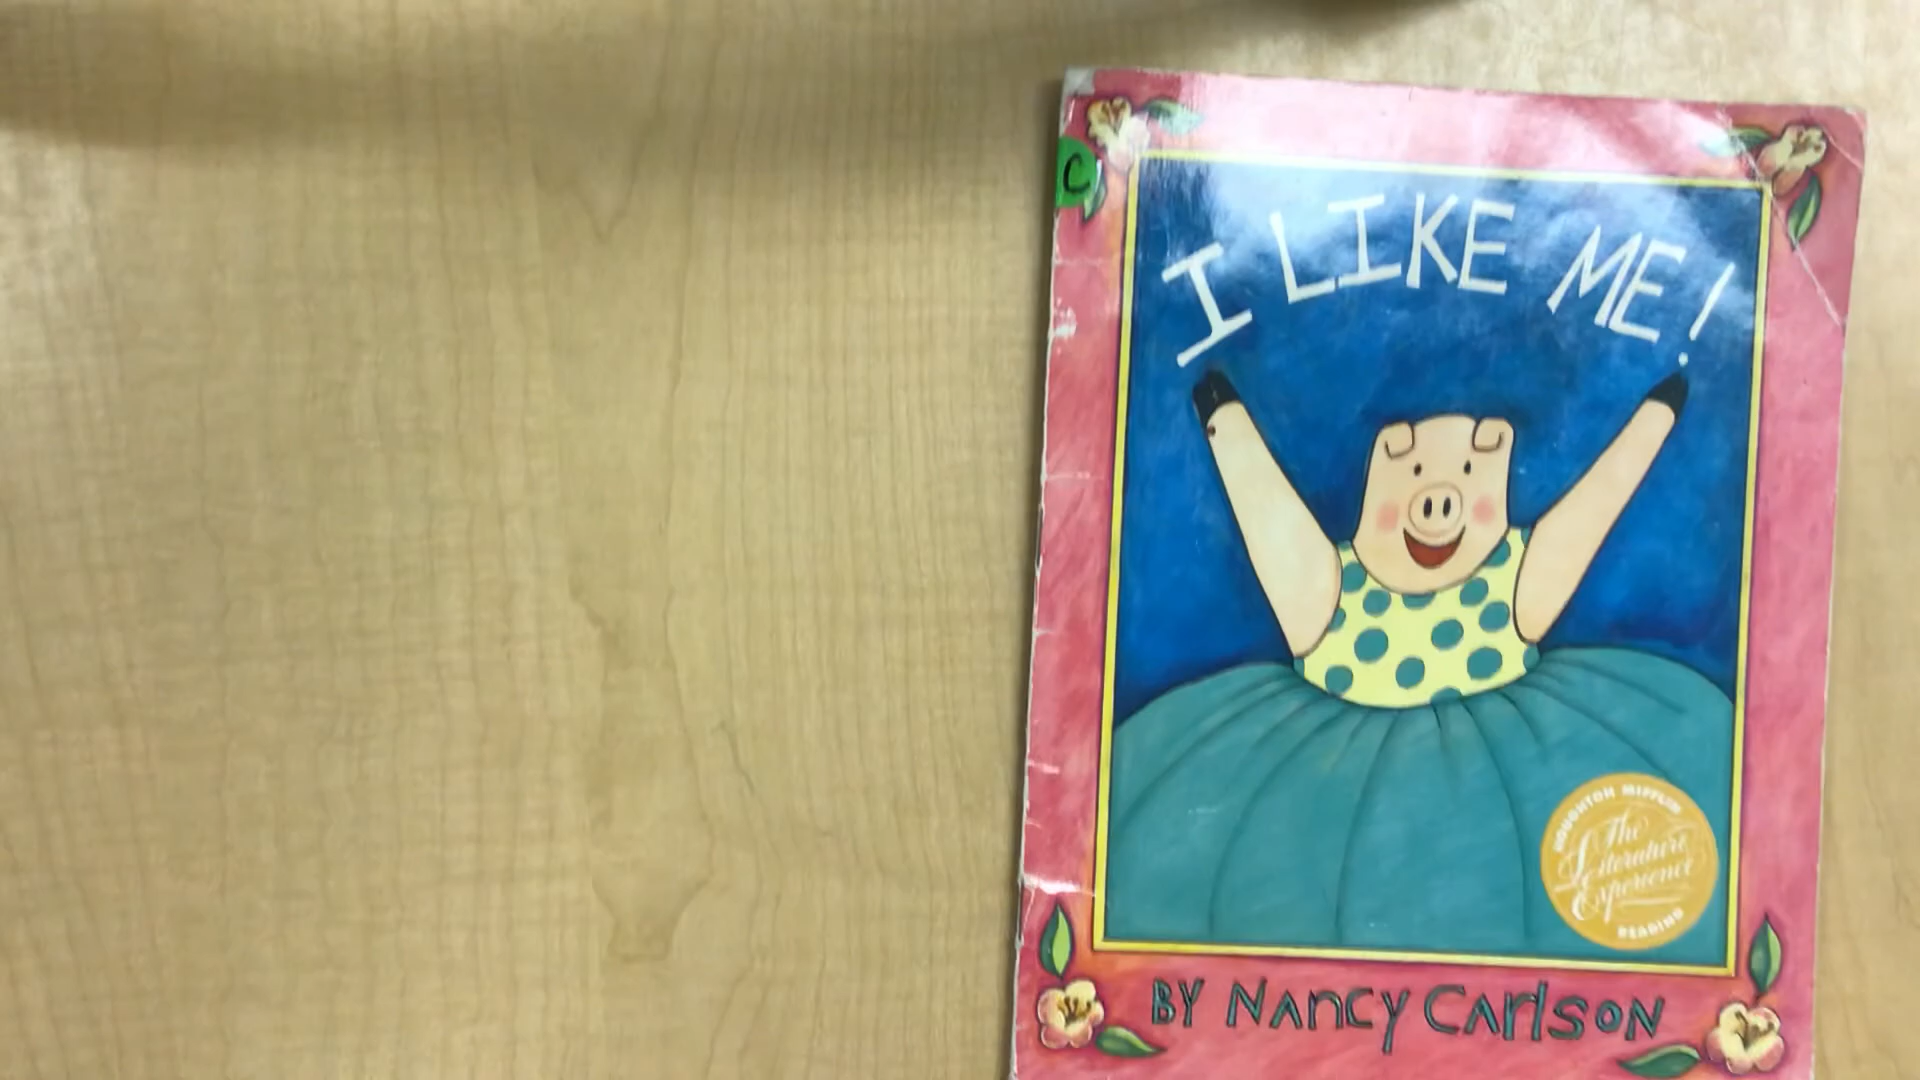 C
I LIKE ME!
HOUGHTON MIFFLIN
The
Literature
Experience
READING
BY NANCY CARLSON